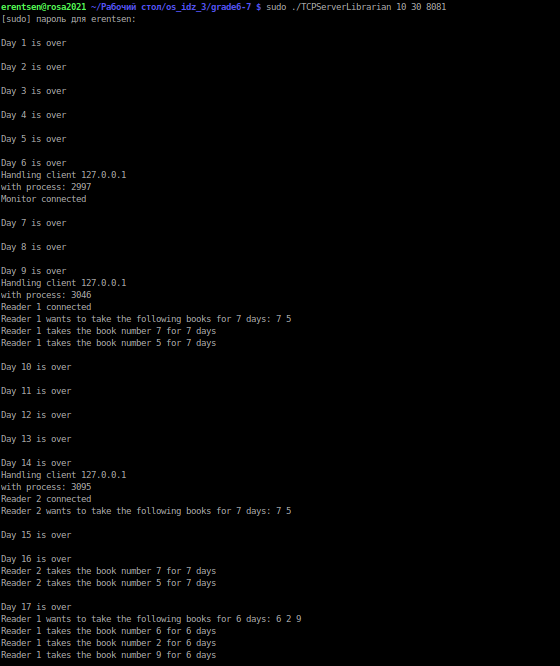 erentsen@rosa2021 ~/Рабочий стол/os_idz_3/grade6-7 $ sudo ./TCPServerLibrarian 10 30 8081
[sudo] пароль для erentsen:
Day 1 is over
Day 2 is over
Day 3 is over
Day 4 is over
Day 5 is over
Day 6 is over
Handling client 127.0.0.1
with process: 2997
Monitor connected
Day 7 is over
Day 8 is over
Day 9 is over
Handling client 127.0.0.1
with process: 3046
Reader 1 connected
Reader 1 wants to take the following books for 7 days: 7 5
Reader 1 takes the book number 7 for 7 days
Reader 1 takes the book number 5 for 7 days
Day 10 is over
Day 11 is over
Day 12 is over
Day 13 is over
Day 14 is over
Handling client 127.0.0.1
with process: 3095
Reader 2 connected
Reader 2 wants to take the following books for 7 days: 7 5
Day 15 is over
Day 16 is over
Reader 2 takes the book number 7 for 7 days
Reader 2 takes the book number 5 for 7 days
Day 17 is over
Reader 1 wants to take the following books for 6 days: 6 2 9
Reader 1 takes the book number 6 for 6 days
Reader 1 takes the book number 2 for 6 days
Reader 1 takes the book number 9 for 6 days